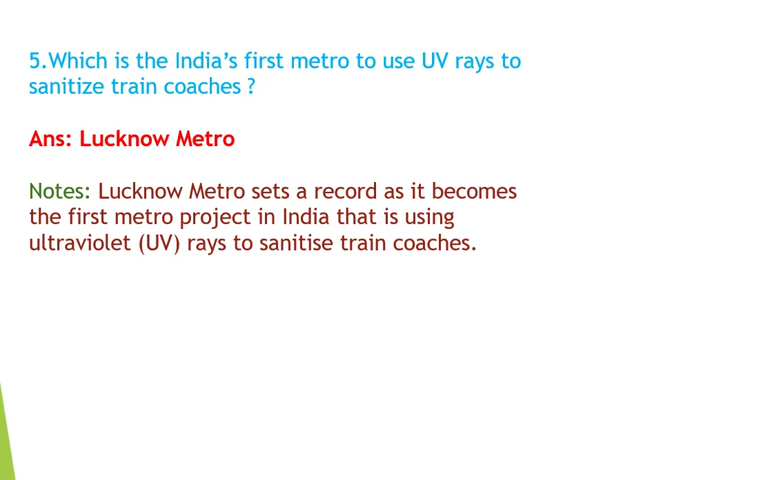 5.Which is the India’s first metro to use UV rays to
sanitize train coaches ?
Ans: Lucknow Metro
Notes: Lucknow Metro sets a record as it becomes
the first metro project in India that is using
ultraviolet (UV) rays to sanitise train coaches.